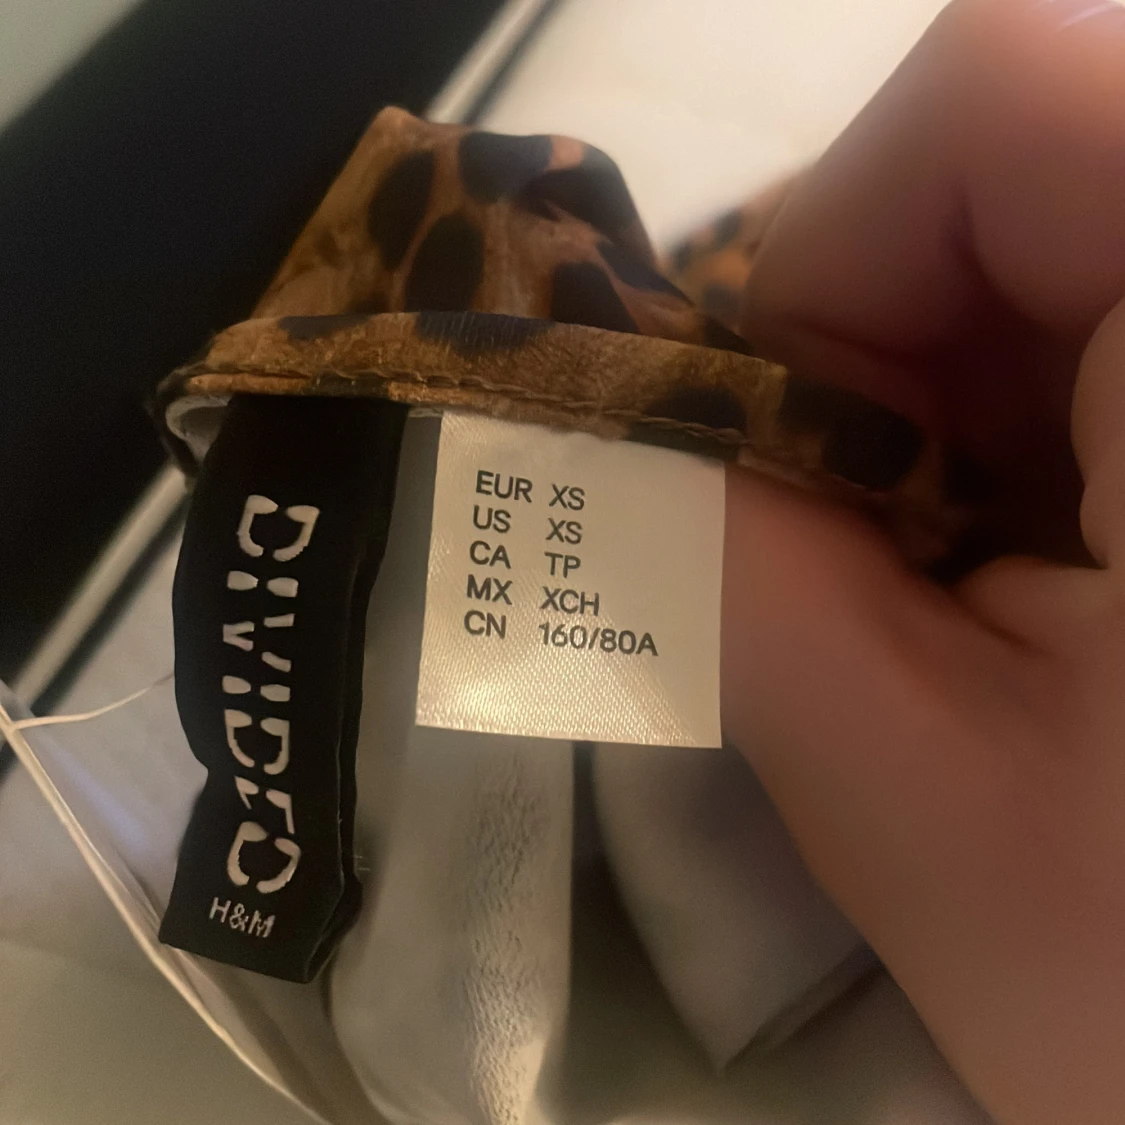 DIVIDED
H&M
EUR XS
US XS
CA TP
MX XCH
CN 160/80A